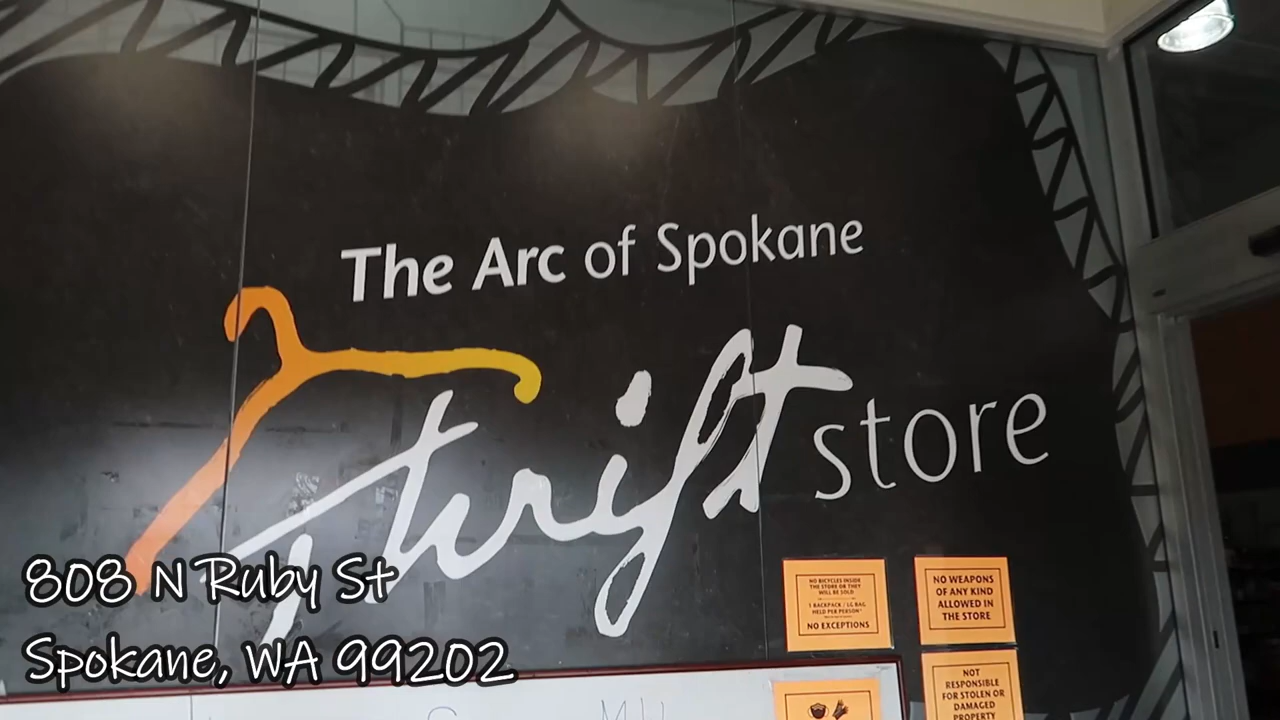 The Arc of Spokane
Thrift store
808 N Ruby St
Spokane, WA 99202
NO BICYCLES INSIDE
THE STORE OR THEY
WILL BE SOLD
1 BACKPACK / LG BAG
HELD PER PERSON*
NO EXCEPTIONS
NO WEAPONS
OF ANY KIND
ALLOWED IN
THE STORE
NOT
RESPONSIBLE
FOR STOLEN OR
DAMAGED
PROPERTY